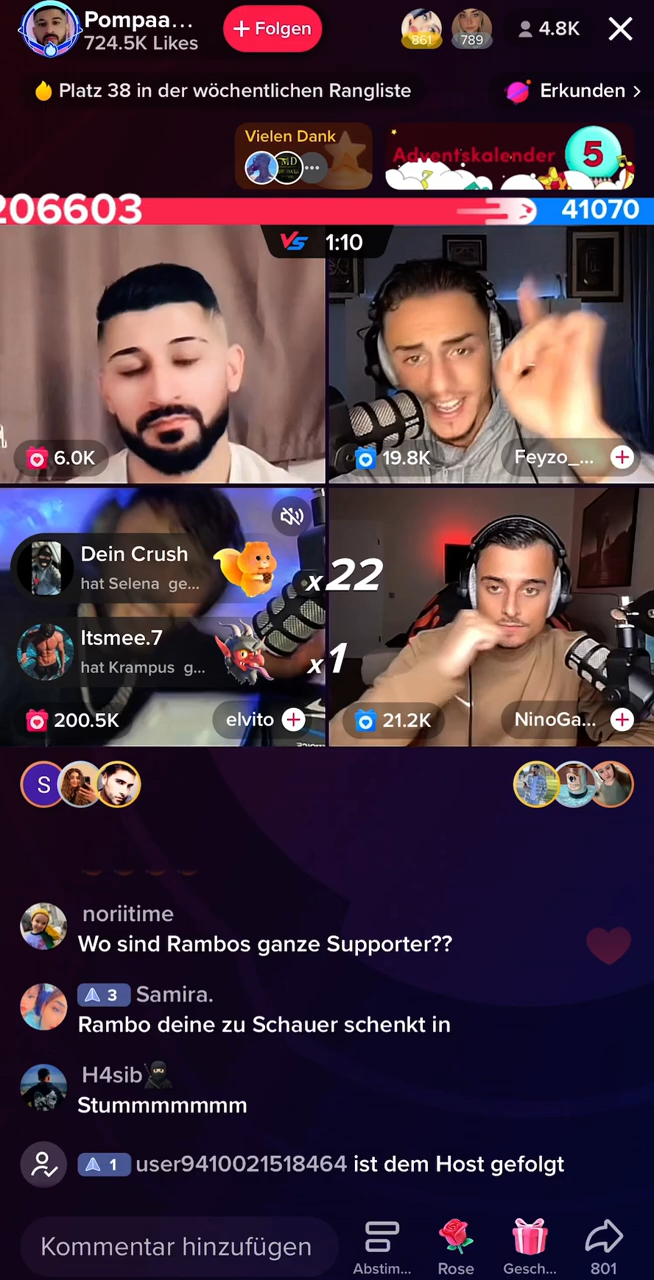 Pompaa...
724.5K Likes
+ Folgen
861
789
4.8K
Platz 38 in der wöchentlichen Rangliste
Erkunden >
Vielen Dank
Adventskalender
5
206603
41070
VS 1:10
6.0K
19.8K
Feyzo_...
Dein Crush
hat Selena ge...
x22
Itsmee.7
hat Krampus g...
x1
200.5K
elvito
21.2K
NinoGa...
S
noriitime
Wo sind Rambos ganze Supporter??
3 Samira.
Rambo deine zu Schauer schenkt in
H4sib🥷
Stummmmmmm
1 user9410021518464 ist dem Host gefolgt
Kommentar hinzufügen
Abstim...
Rose
Gesch...
801